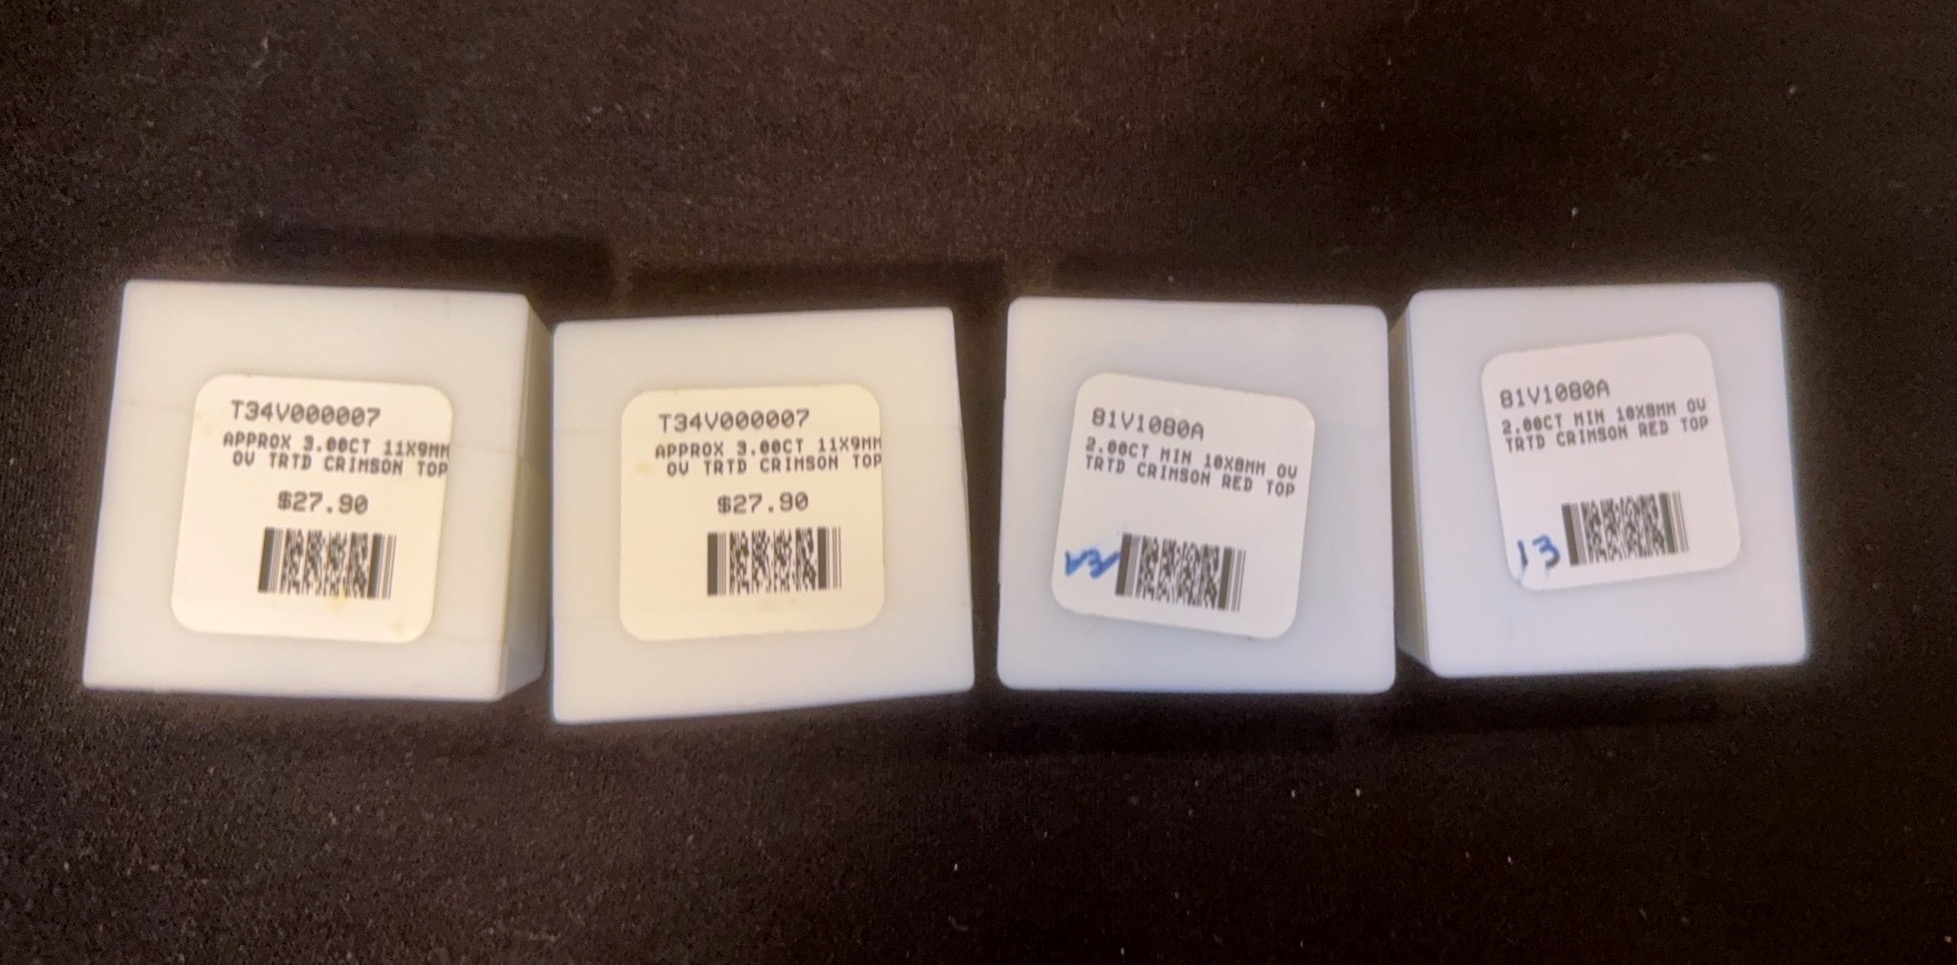 T34V000007
APPROX 3.00CT 11X9MM
OV TRTD CRIMSON TOP
$27.90
T34V000007
APPROX 3.00CT 11X9MM
OV TRTD CRIMSON TOP
$27.90
81V1080A
2.00CT MIN 10X8MM OV
TRTD CRIMSON RED TOP
81V1080A
2.00CT MIN 10X8MM OV
TRTD CRIMSON RED TOP
13